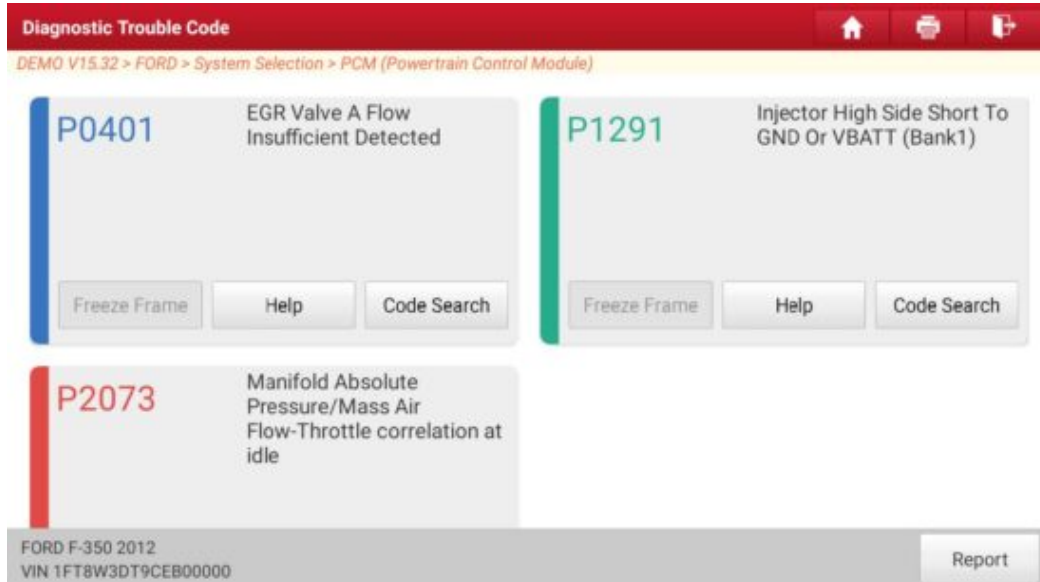 Diagnostic Trouble Code
DEMO V15.32 > FORD > System Selection > PCM (Powertrain Control Module)
P0401
EGR Valve A Flow
Insufficient Detected
Freeze Frame
Help
Code Search
P1291
Injector High Side Short To
GND Or VBATT (Bank1)
Freeze Frame
Help
Code Search
P2073
Manifold Absolute
Pressure/Mass Air
Flow-Throttle correlation at
idle
FORD F-350 2012
VIN 1FT8W3DT9CEB00000
Report